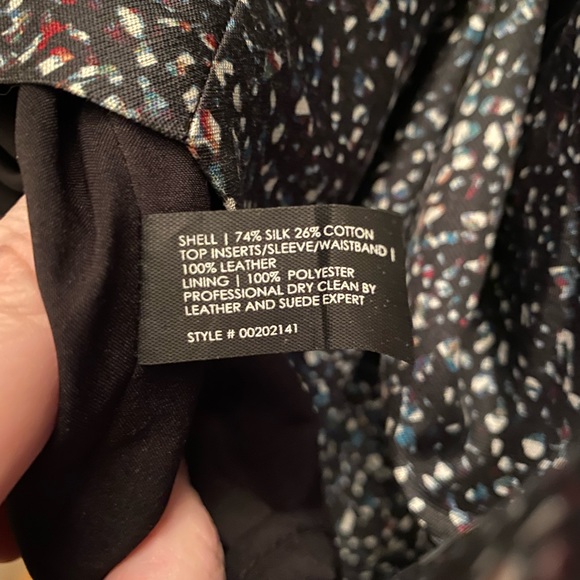 SHELL | 74% SILK 26% COTTON
TOP INSERTS/SLEEVE/WAISTBAND |
100% LEATHER
LINING | 100% POLYESTER
PROFESSIONAL DRY CLEAN BY
LEATHER AND SUEDE EXPERT
STYLE # 00202141